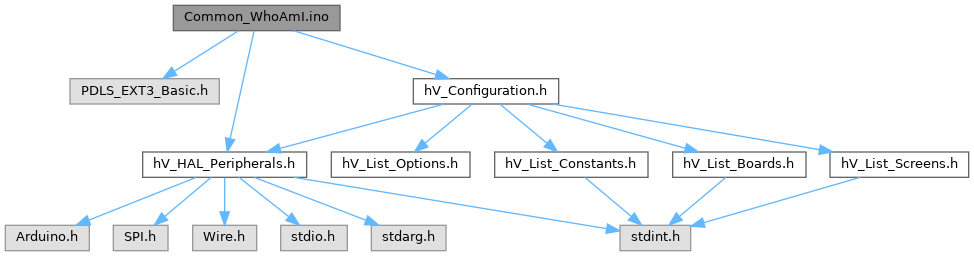 Common_WhoAmI.ino
PDLS_EXT3_Basic.h
hV_Configuration.h
hV_HAL_Peripherals.h
hV_List_Options.h
hV_List_Constants.h
hV_List_Boards.h
hV_List_Screens.h
Arduino.h
SPI.h
Wire.h
stdio.h
stdarg.h
stdint.h